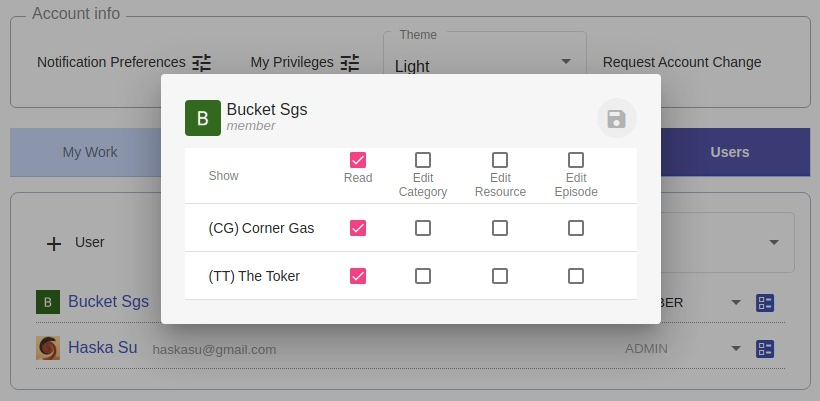 Account info
Notification Preferences
My Privileges
Theme
Light
Request Account Change
My Work
Users
B
Bucket Sgs
member
Show
Read
Edit
Category
Edit
Resource
Edit
Episode
(CG) Corner Gas
(TT) The Toker
User
B
Bucket Sgs
BER
Haska Su
haskasu@gmail.com
ADMIN